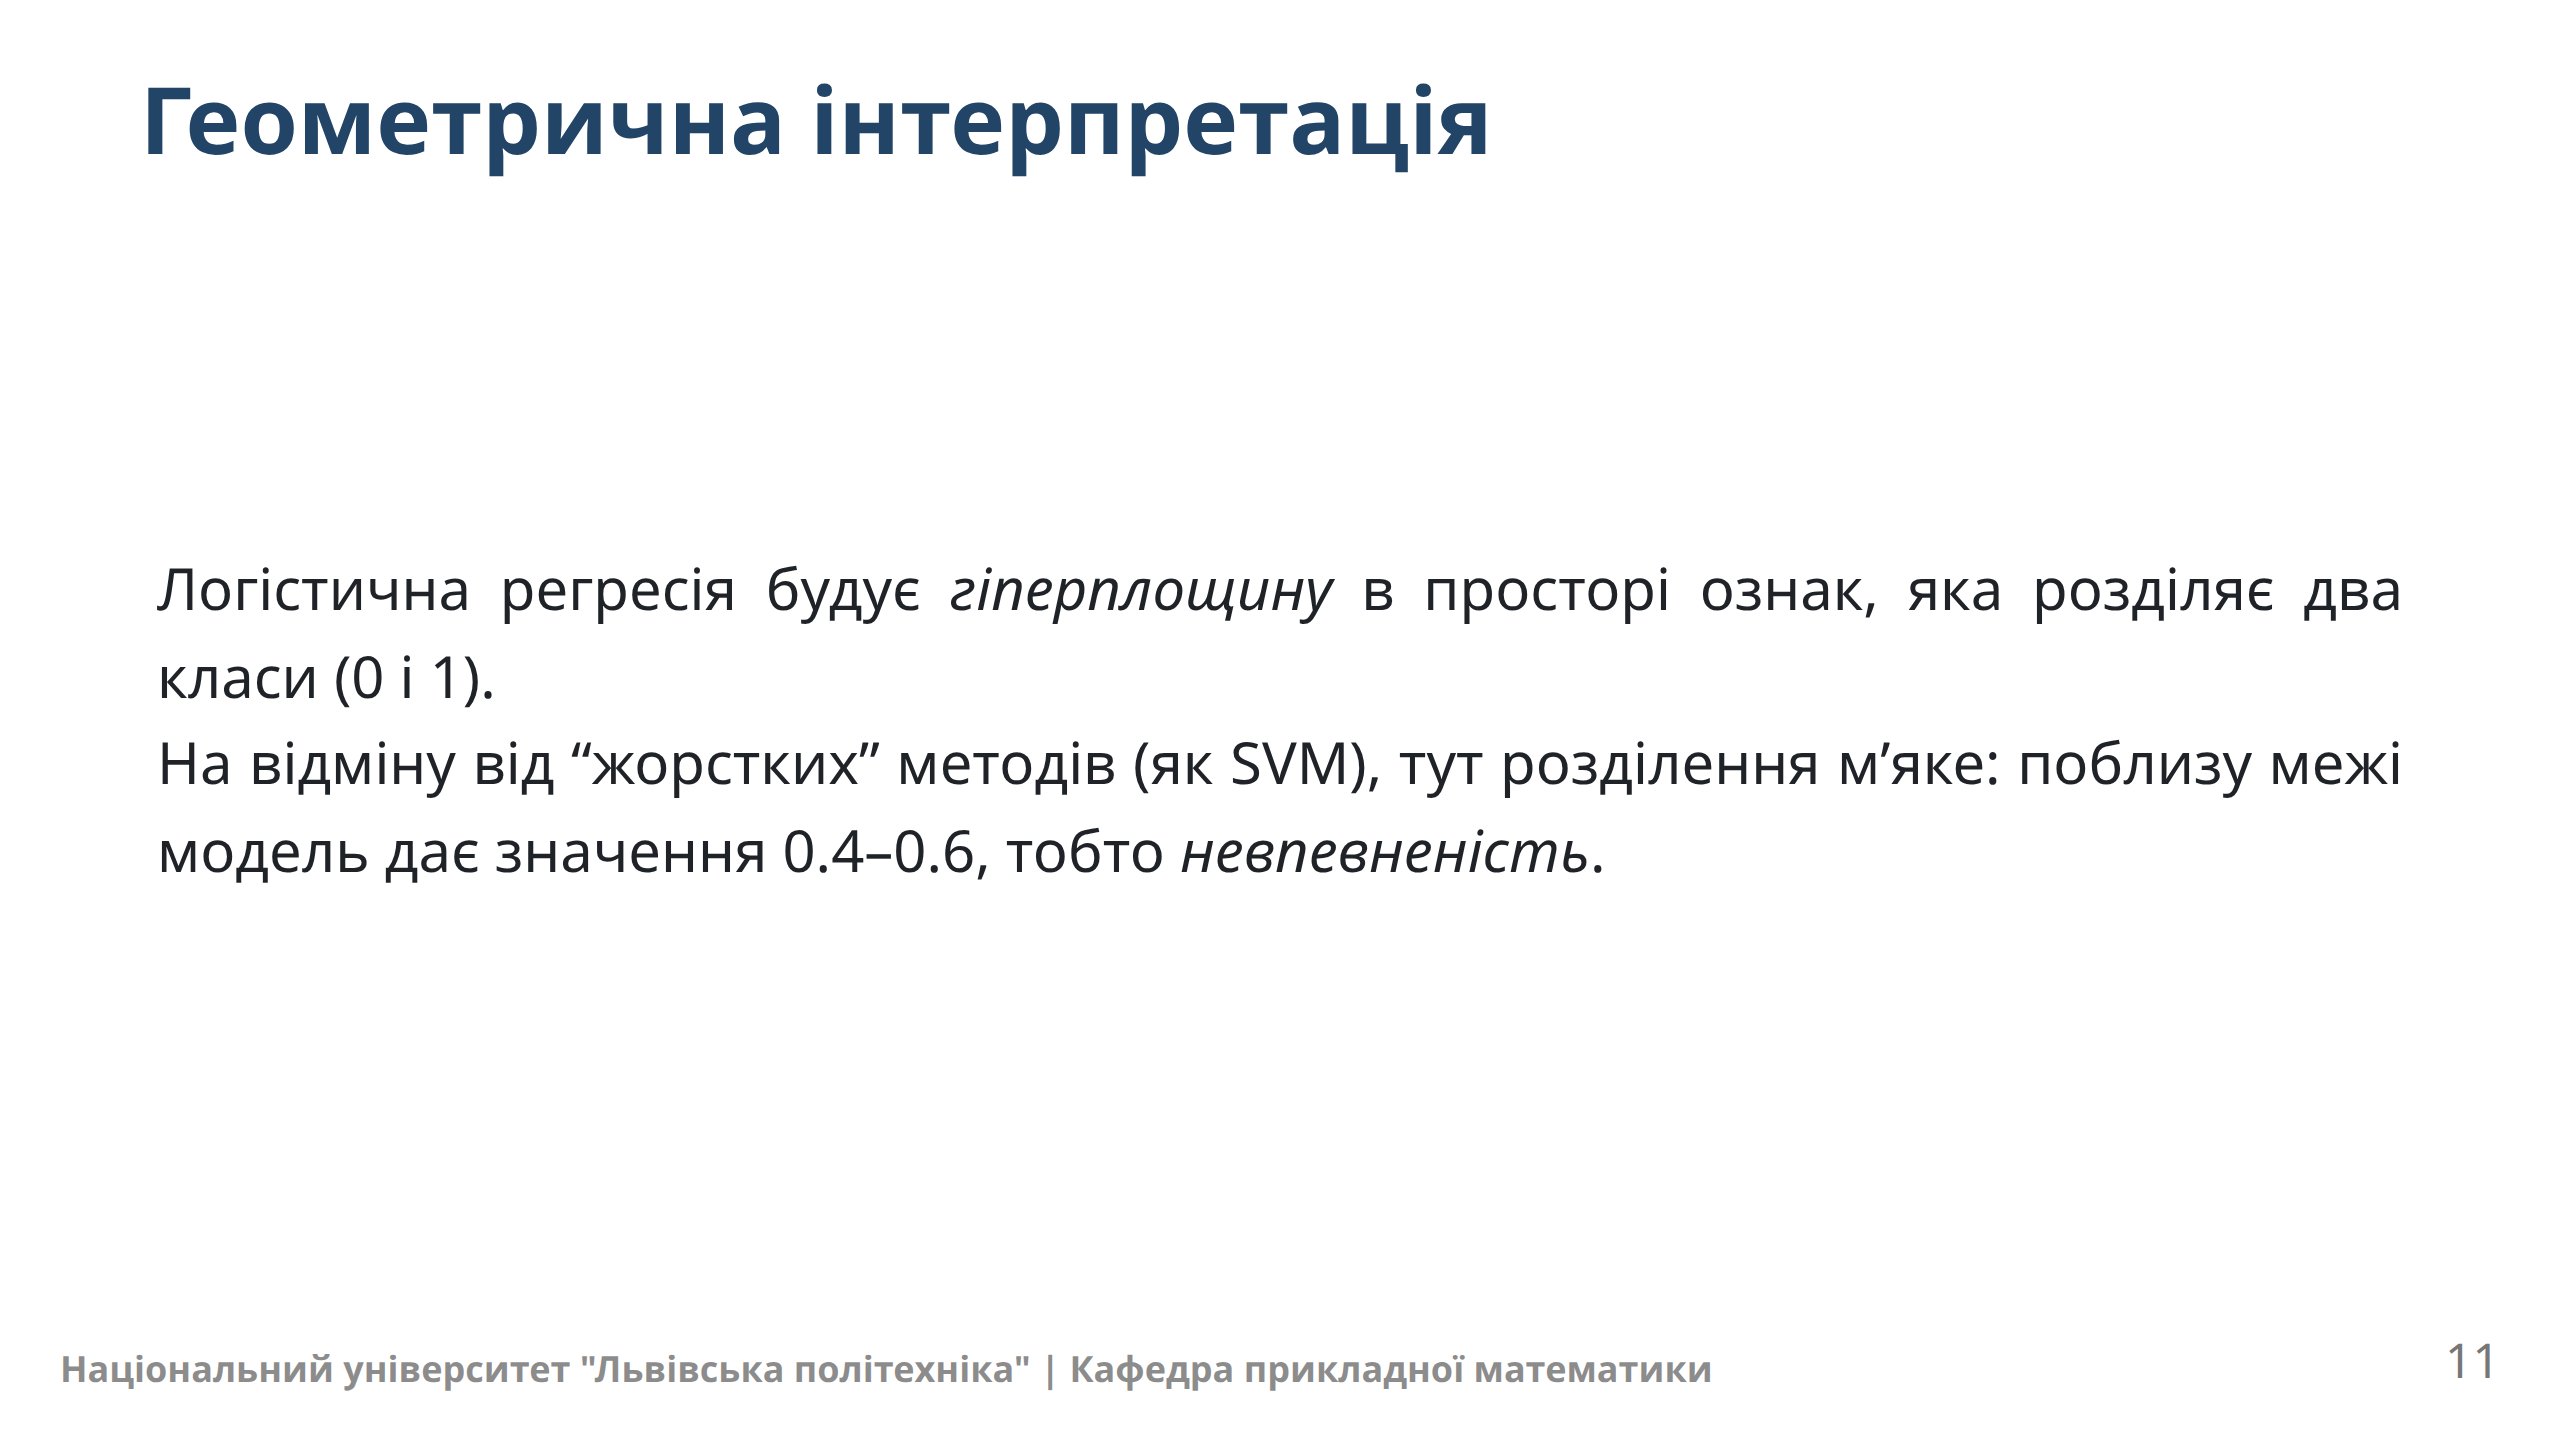 Геометрична інтерпретація
Логістична регресія будує гіперплощину в просторі ознак, яка розділяє два
класи (0 і 1).
На відміну від “жорстких” методів (як SVM), тут розділення м’яке: поблизу межі
модель дає значення 0.4–0.6, тобто невпевненість.
Національний університет "Львівська політехніка" | Кафедра прикладної математики
11